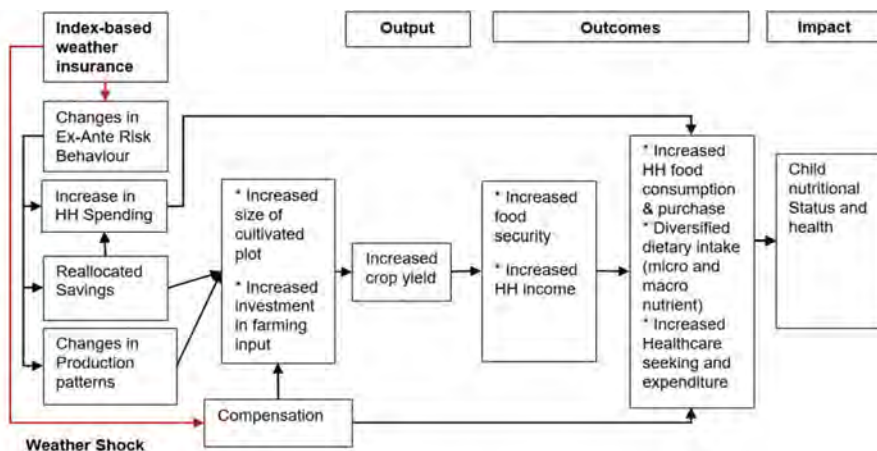 Index-based
weather
insurance
Output
Outcomes
Impact
Changes in
Ex-Ante Risk
Behaviour
Increase in
HH Spending
Reallocated
Savings
Changes in
Production
patterns
* Increased
size of
cultivated
plot
* Increased
investment
in farming
input
Compensation
Increased
crop yield
* Increased
food
security
* Increased
HH income
* Increased
HH food
consumption
& purchase
* Diversified
dietary intake
(micro and
macro
nutrient)
* Increased
Healthcare
seeking and
expenditure
Child
nutritional
Status and
health
Weather Shock